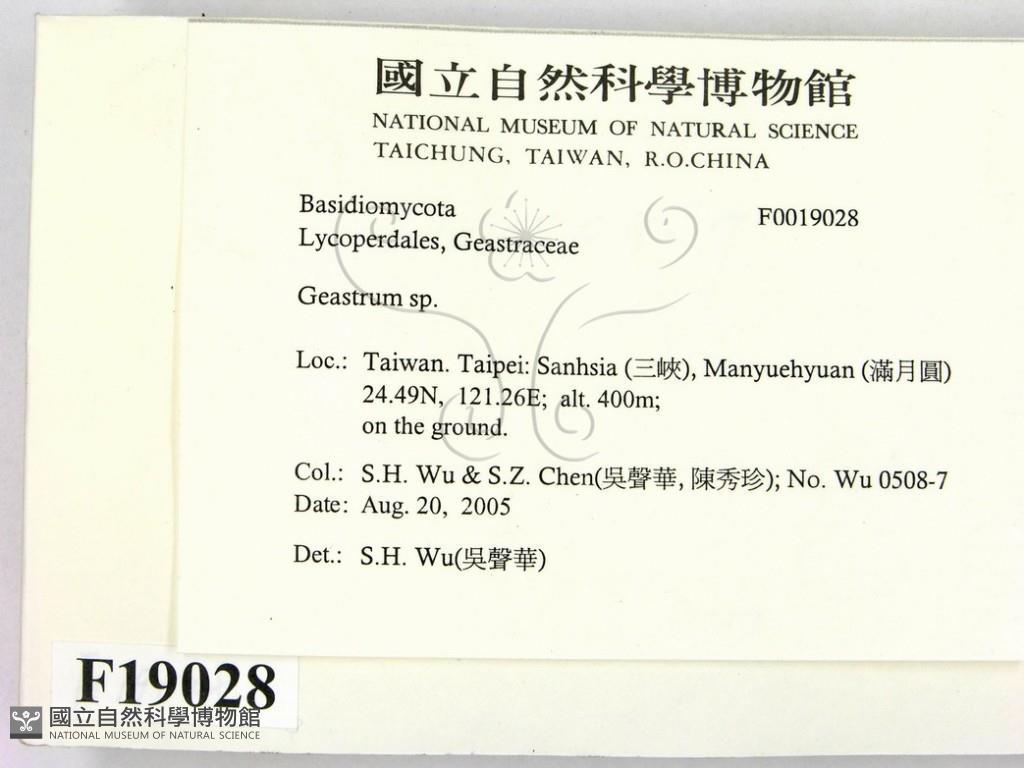 國立自然科學博物館
NATIONAL MUSEUM OF NATURAL SCIENCE
TAICHUNG, TAIWAN, R.O.CHINA
Basidiomycota F0019028
Lycoperdales, Geastraceae
Geastrum sp.
Loc.: Taiwan. Taipei: Sanhsia (三峽), Manyuehyuan (滿月圓)
24.49N, 121.26E; alt. 400m;
on the ground.
Col.: S.H. Wu & S.Z. Chen(吳聲華, 陳秀珍); No. Wu 0508-7
Date: Aug. 20, 2005
Det.: S.H. Wu(吳聲華)
F19028
國立自然科學博物館
NATIONAL MUSEUM OF NATURAL SCIENCE